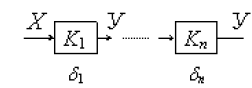 X K₁ У ......... Kₙ У
δ₁ δₙ